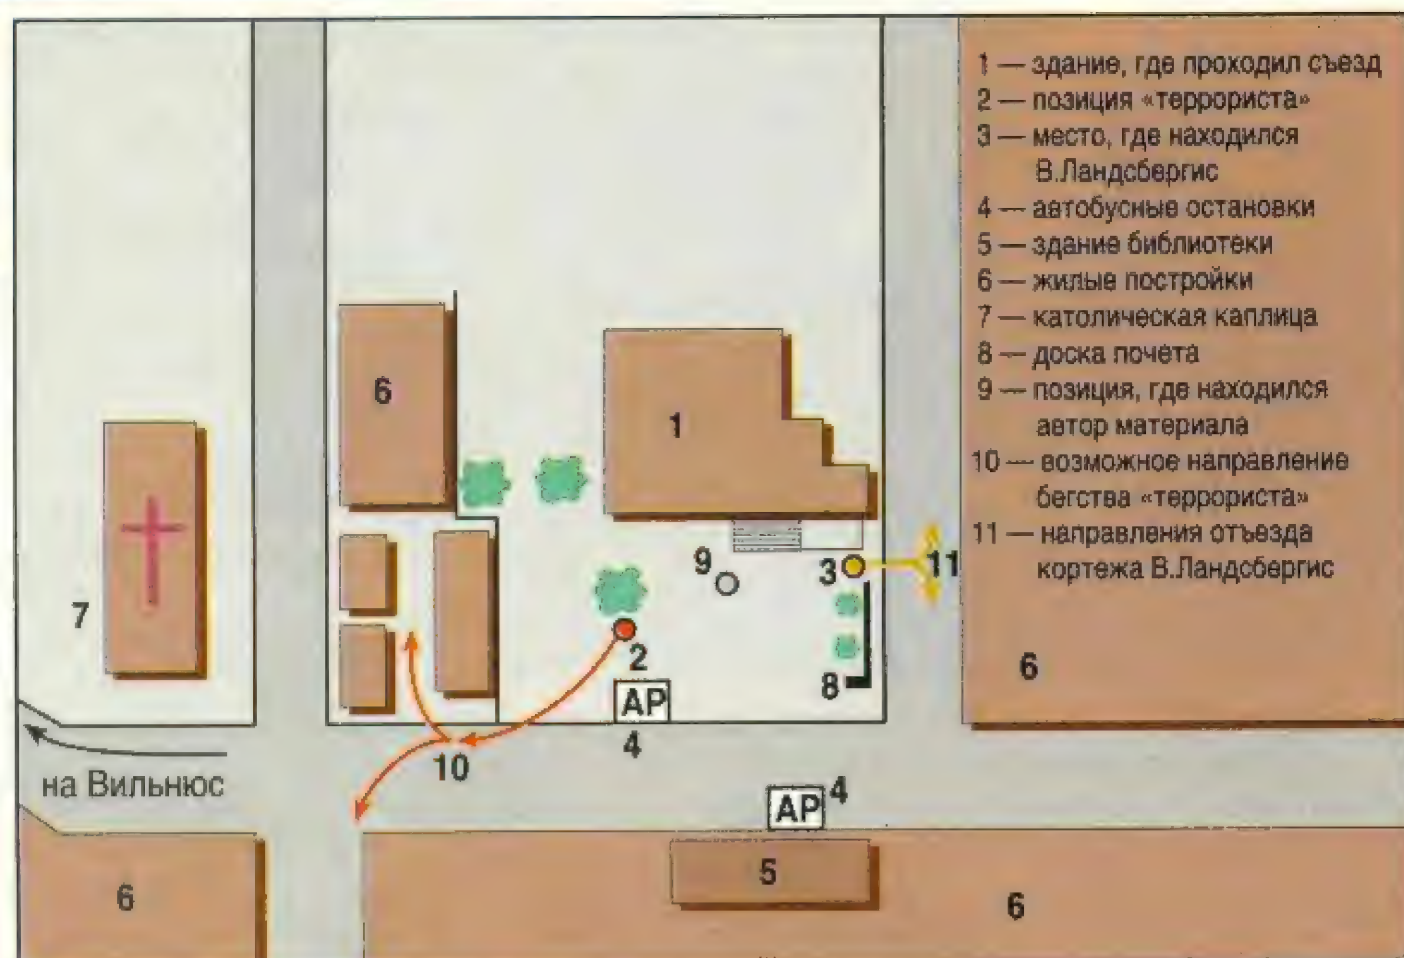 1 — здание, где проходил съезд
2 — позиция «террориста»
3 — место, где находился
В.Ландсбергис
4 — автобусные остановки
5 — здание библиотеки
6 — жилые постройки
7 — католическая каплица
8 — доска почета
9 — позиция, где находился
автор материала
10 — возможное направление
бегства «террориста»
11 — направления отъезда
кортежа В.Ландсбергис
6
1
9
3
11
7
2
8
6
АР
4
10
на Вильнюс
АР 4
5
6
6